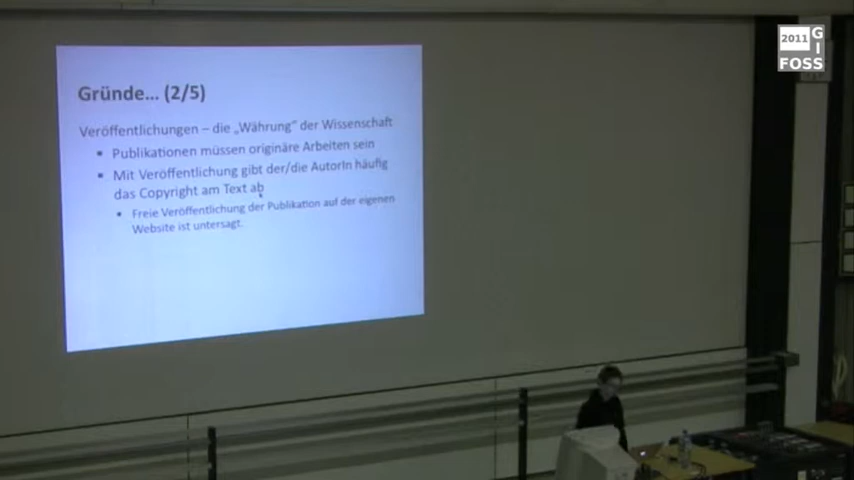 2011 G
I
FOSS
Gründe... (2/5)
Veröffentlichungen – die „Währung" der Wissenschaft
• Publikationen müssen originäre Arbeiten sein
• Mit Veröffentlichung gibt der/die AutorIn häufig
das Copyright am Text ab
• Freie Veröffentlichung der Publikation auf der eigenen
Website ist untersagt.